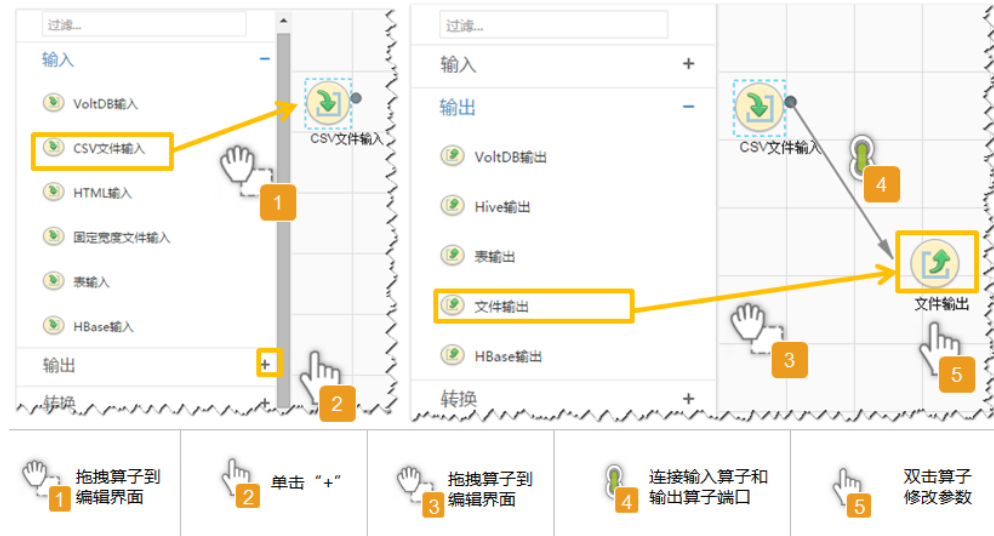 过滤...
输入
−
VoltDB输入
CSV文件输入
HTML输入
固定宽度文件输入
表输入
HBase输入
输出
+
转换
+
CSV文件输入
1
2
过滤...
输入
+
输出
−
VoltDB输出
Hive输出
表输出
文件输出
HBase输出
转换
+
CSV文件输入
4
文件输出
3
5
1
拖拽算子到
编辑界面
2
单击“+”
3
拖拽算子到
编辑界面
4
连接输入算子和
输出算子端口
5
双击算子
修改参数